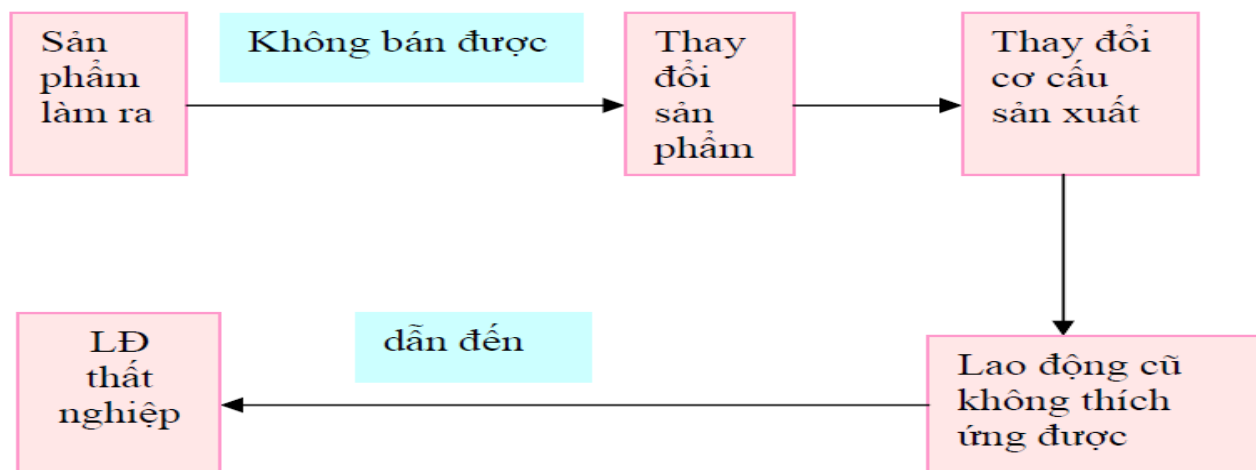 Sản
phẩm
làm ra
Không bán được
Thay
đổi
sản
phẩm
Thay đổi
cơ cấu
sản xuất
Lao động cũ
không thích
ứng được
dẫn đến
LĐ
thất
nghiệp